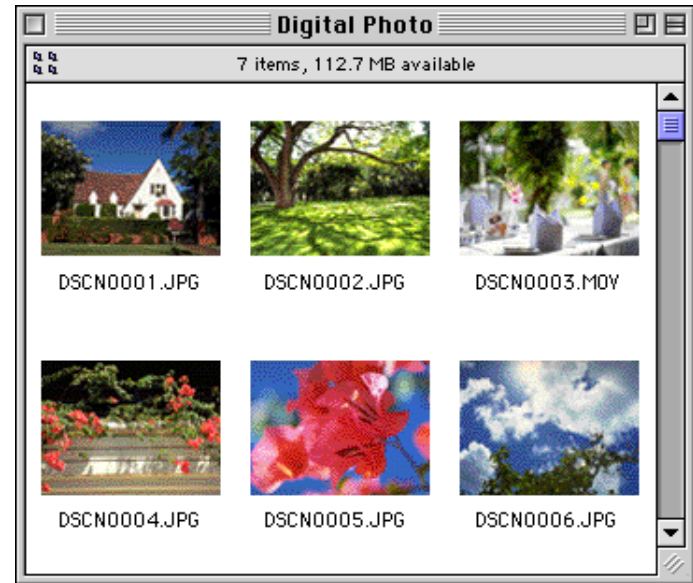 Digital Photo
7 items, 112.7 MB available
DSCN0001.JPG DSCN0002.JPG DSCN0003.MOV
DSCN0004.JPG DSCN0005.JPG DSCN0006.JPG